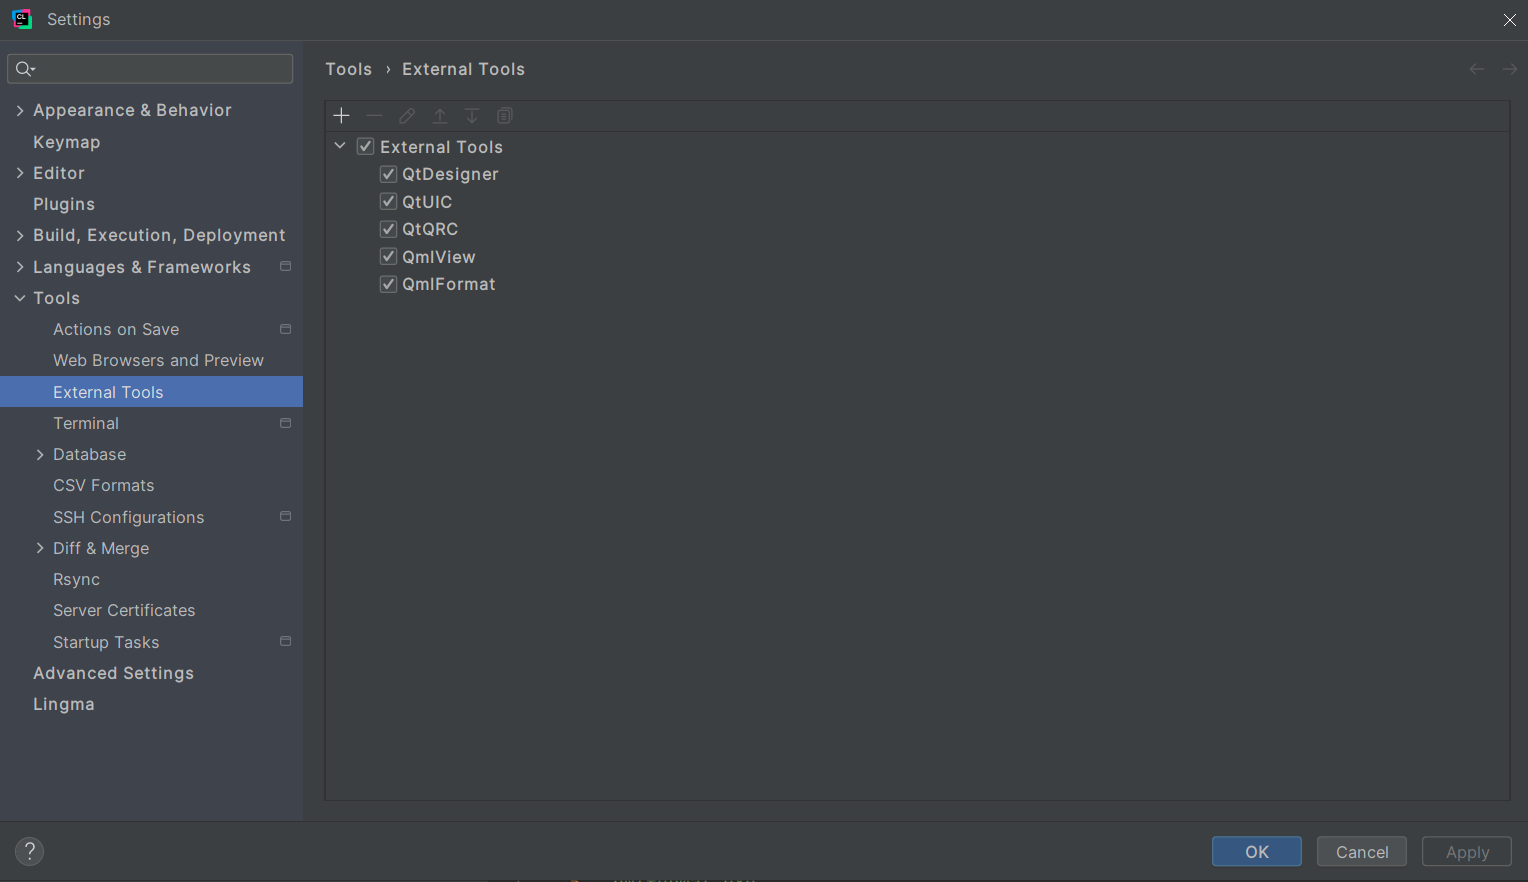 CL
Settings
Appearance & Behavior
Keymap
Editor
Plugins
Build, Execution, Deployment
Languages & Frameworks
Tools
Actions on Save
Web Browsers and Preview
External Tools
Terminal
Database
CSV Formats
SSH Configurations
Diff & Merge
Rsync
Server Certificates
Startup Tasks
Advanced Settings
Lingma
Tools › External Tools
External Tools
QtDesigner
QtUIC
QtQRC
QmlView
QmlFormat
?
OK
Cancel
Apply